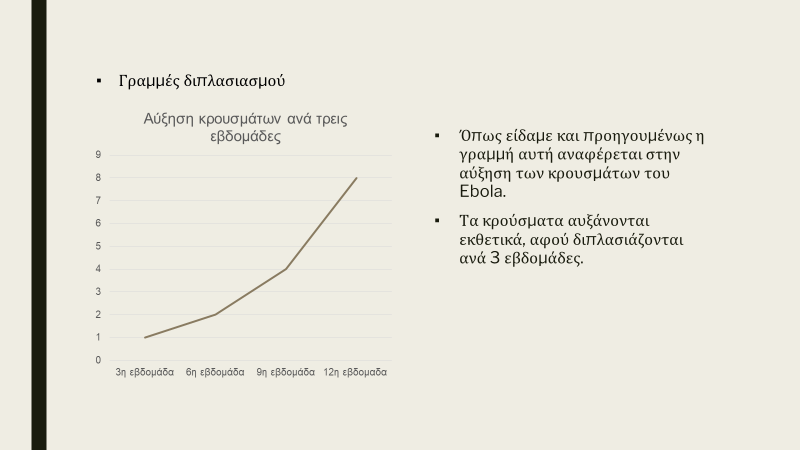 ▪ Γραμμές διπλασιασμού
Αύξηση κρουσμάτων ανά τρεις
εβδομάδες
9
8
7
6
5
4
3
2
1
0
3η εβδομάδα 6η εβδομάδα 9η εβδομάδα 12η εβδομαδα
▪ Όπως είδαμε και προηγουμένως η
γραμμή αυτή αναφέρεται στην
αύξηση των κρουσμάτων του
Ebola.
▪ Τα κρούσματα αυξάνονται
εκθετικά, αφού διπλασιάζονται
ανά 3 εβδομάδες.